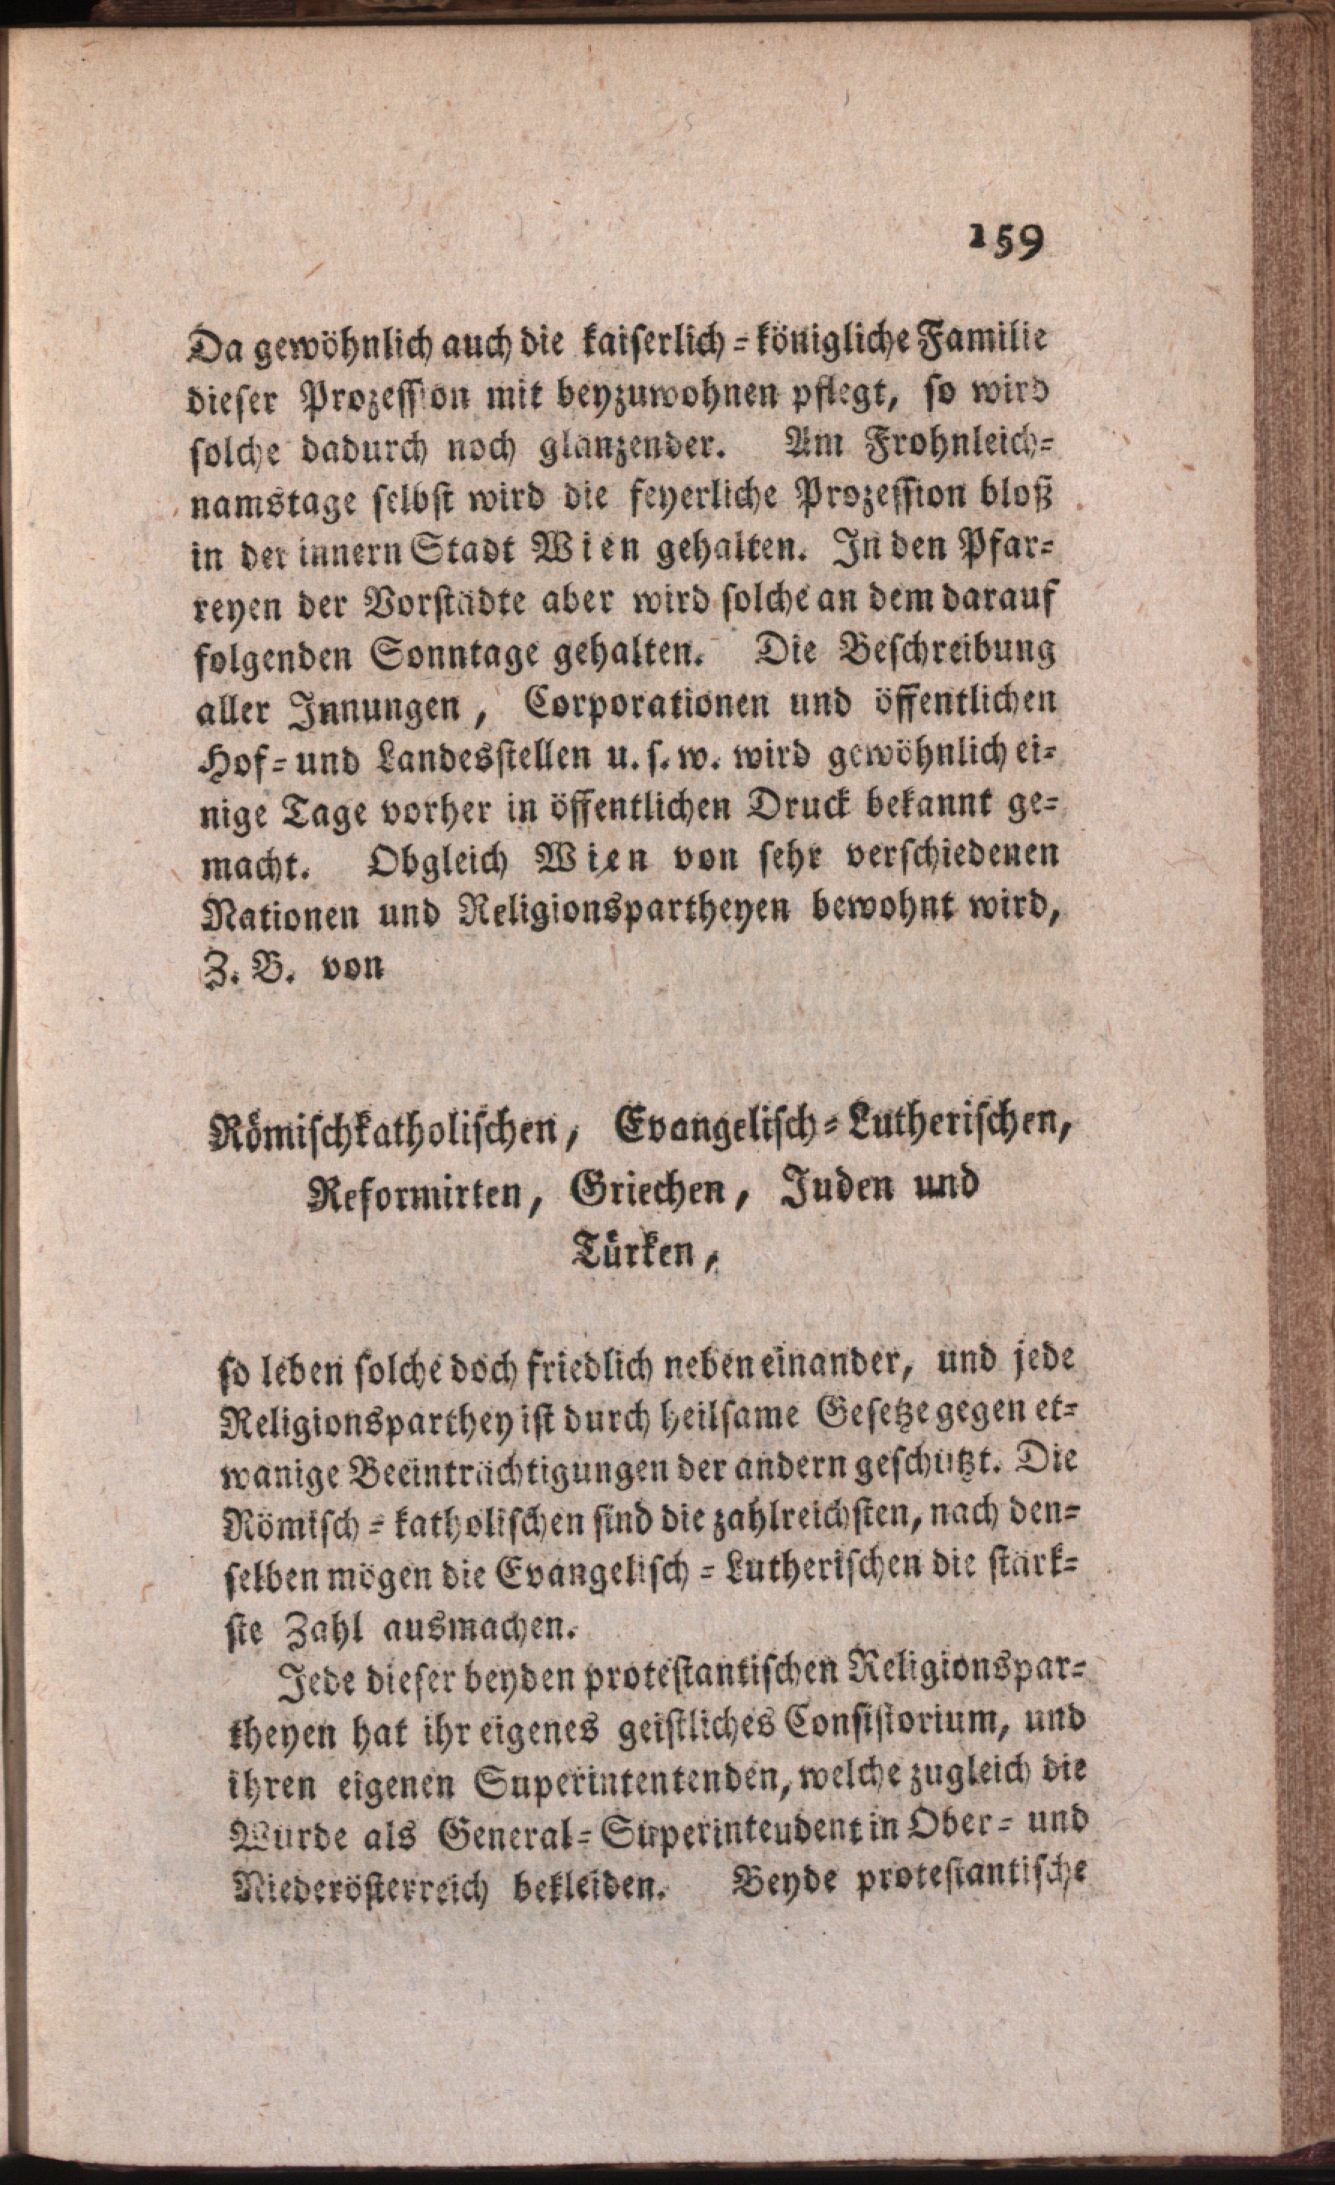 159
Da gewöhnlich auch die kaiserlich-königliche Familie
dieser Prozession mit beyzuwohnen pflegt, so wird
solche dadurch noch glänzender. Am Frohnleich-
namstage selbst wird die feyerliche Prozession bloß
in der innern Stadt Wien gehalten. In den Pfar-
reyen der Vorstädte aber wird solche an dem darauf
folgenden Sonntage gehalten. Die Beschreibung
aller Innungen, Corporationen und öffentlichen
Hof- und Landesstellen u. s. w. wird gewöhnlich ei-
nige Tage vorher in öffentlichen Druck bekannt ge-
macht. Obgleich Wien von sehr verschiedenen
Nationen und Religionspartheyen bewohnt wird,
Z. B. von
Römischkatholischen, Evangelisch-Lutherischen,
Reformirten, Griechen, Juden und
Türken,
so leben solche doch friedlich neben einander, und jede
Religionsparthey ist durch heilsame Gesetze gegen et-
wanige Beeinträchtigungen der andern geschützt. Die
Römisch-katholischen sind die zahlreichsten, nach den-
selben mögen die Evangelisch-Lutherischen die stärk-
ste Zahl ausmachen.
Jede dieser beyden protestantischen Religionspar-
theyen hat ihr eigenes geistliches Consistorium, und
ihren eigenen Superintentenden, welche zugleich die
Würde als General-Superinteudent in Ober- und
Niederösterreich bekleiden. Beyde protestantische